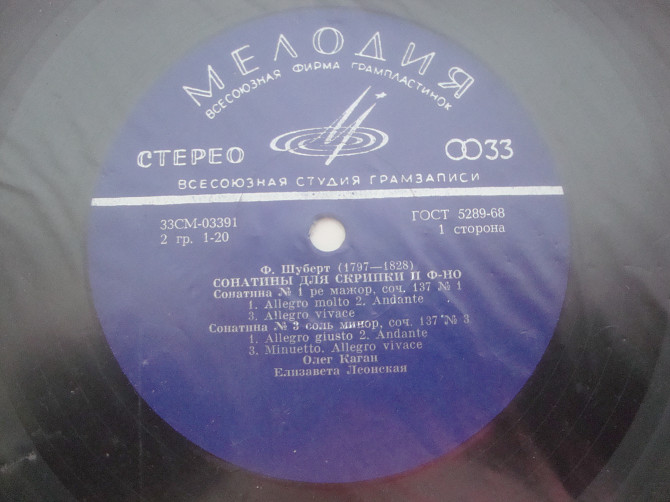 МЕЛОДИЯ
ВСЕСОЮЗНАЯ ФИРМА ГРАМПЛАСТИНОК
СТЕРЕО
33
ВСЕСОЮЗНАЯ СТУДИЯ ГРАМЗАПИСИ
33СМ-03391
ГОСТ 5289-68
2 гр. 1-20
1 сторона
Ф. Шуберт (1797—1828)
СОНАТИНЫ ДЛЯ СКРИПКИ И Ф-НО
Сонатина № 1 ре мажор, соч. 137 № 1
1. Allegro molto 2. Andante
3. Allegro vivace
Сонатина № 3 соль минор, соч. 137 № 3
1. Allegro giusto 2. Andante
3. Minuetto. Allegro vivace
Олег Каган
Елизавета Леонская